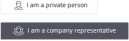 I am a private person
I am a company representative